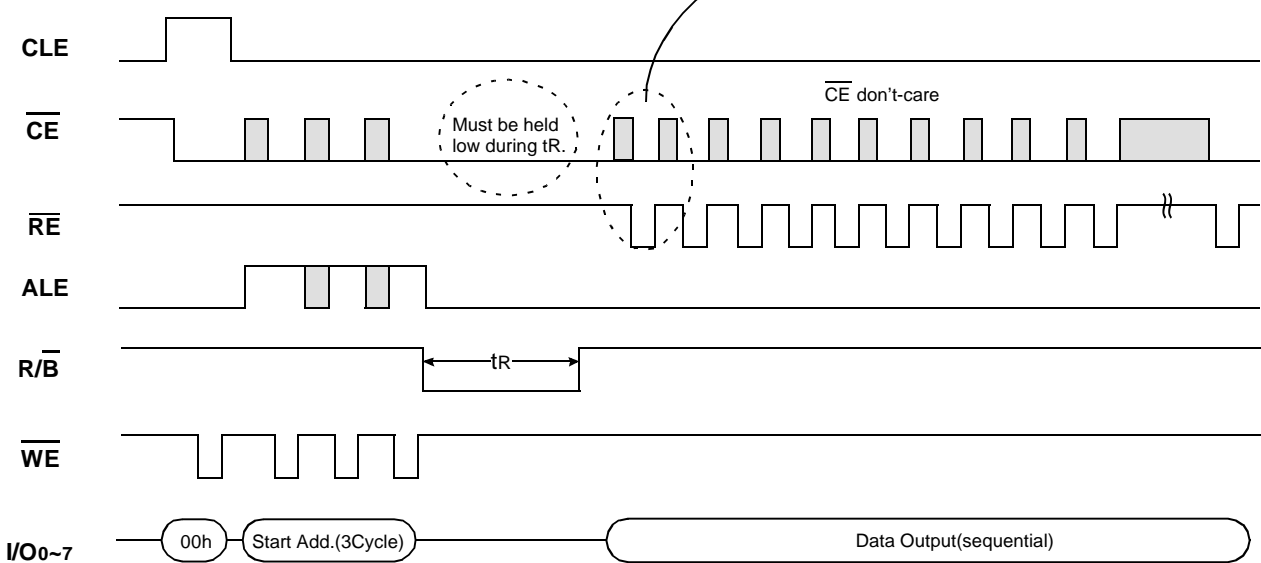 CLE
CE don't-care
CE
Must be held
low during tR.
RE
ALE
R/B
tR
WE
I/O0~7
00h
Start Add.(3Cycle)
Data Output(sequential)